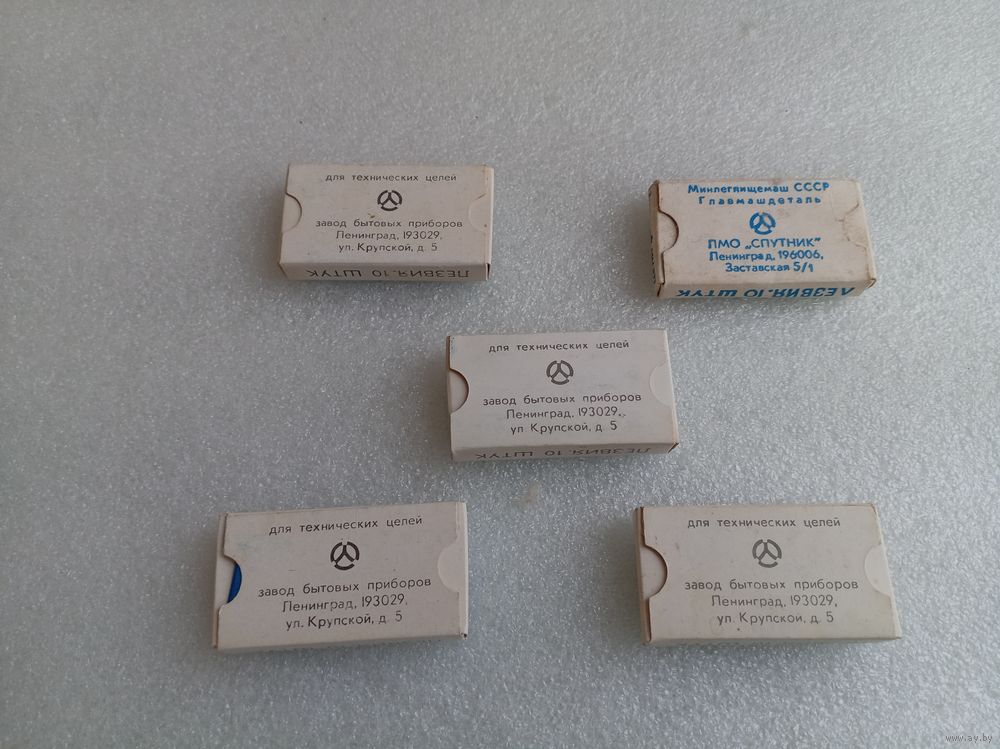 для технических целей
завод бытовых приборов
Ленинград, 193029,
ул. Крупской, д. 5
ЛЕЗВИЯ. 10 ШТУК
Минлегпищемаш СССР
Главмашдеталь
ПМО „СПУТНИК"
Ленинград, 196006,
Заставская 5/1
ЛЕЗВИЯ. 10 ШТУК
для технических целей
завод бытовых приборов
Ленинград, 193029,
ул. Крупской, д. 5
ЛЕЗВИЯ. 10 ШТУК
для технических целей
завод бытовых приборов
Ленинград, 193029,
ул. Крупской, д. 5
для технических целей
завод бытовых приборов
Ленинград, 193029,
ул. Крупской, д. 5
www.ay.by